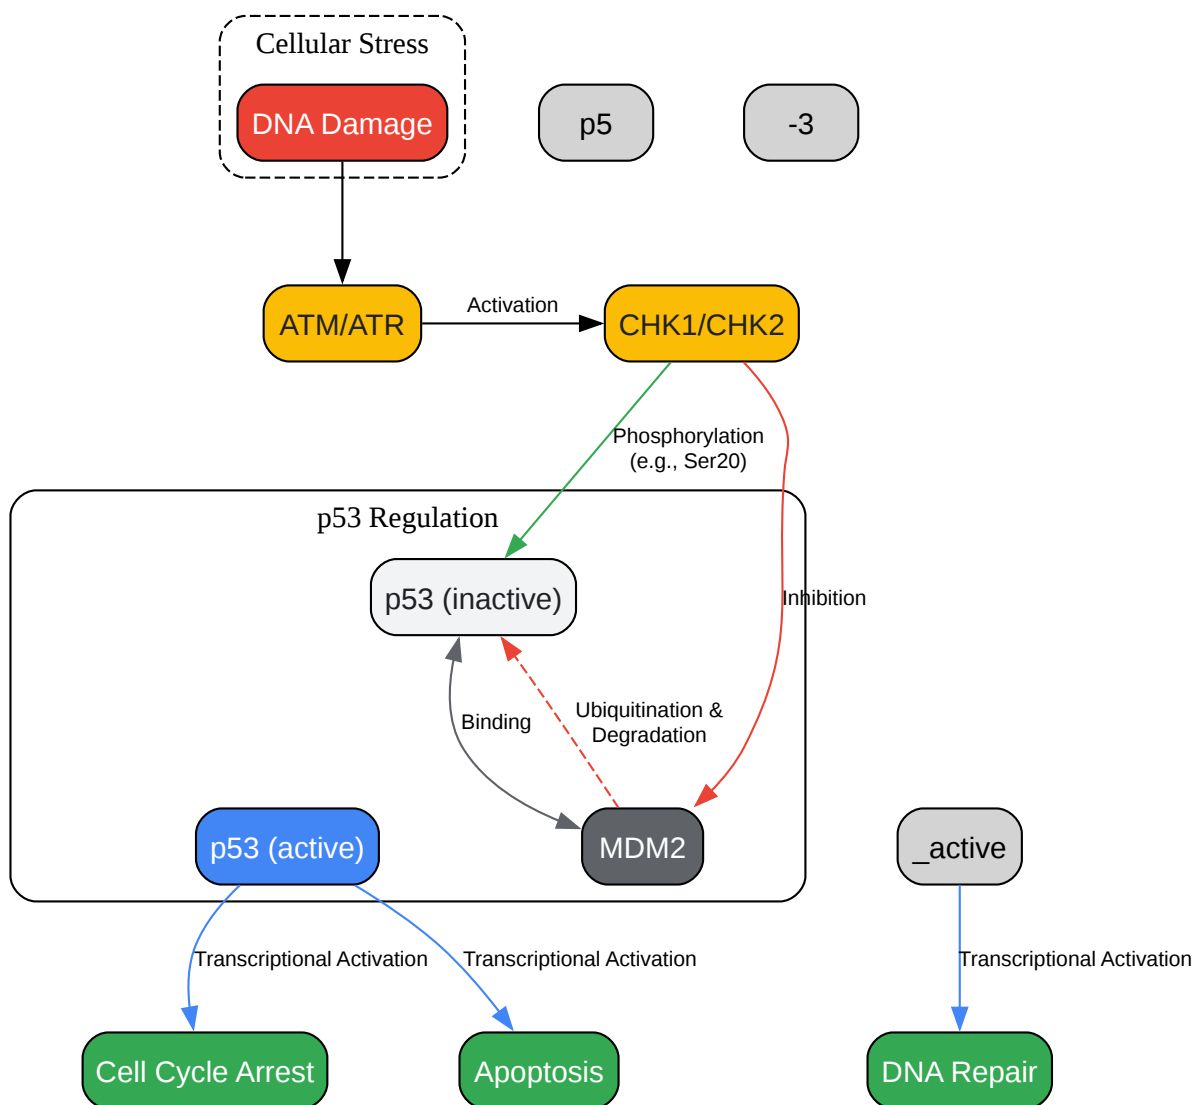 Cellular Stress
DNA Damage
p5
-3
ATM/ATR
Activation
CHK1/CHK2
Phosphorylation
(e.g., Ser20)
p53 Regulation
p53 (inactive)
Inhibition
Binding
Ubiquitination &
Degradation
p53 (active)
MDM2
_active
Transcriptional Activation
Transcriptional Activation
Transcriptional Activation
Cell Cycle Arrest
Apoptosis
DNA Repair